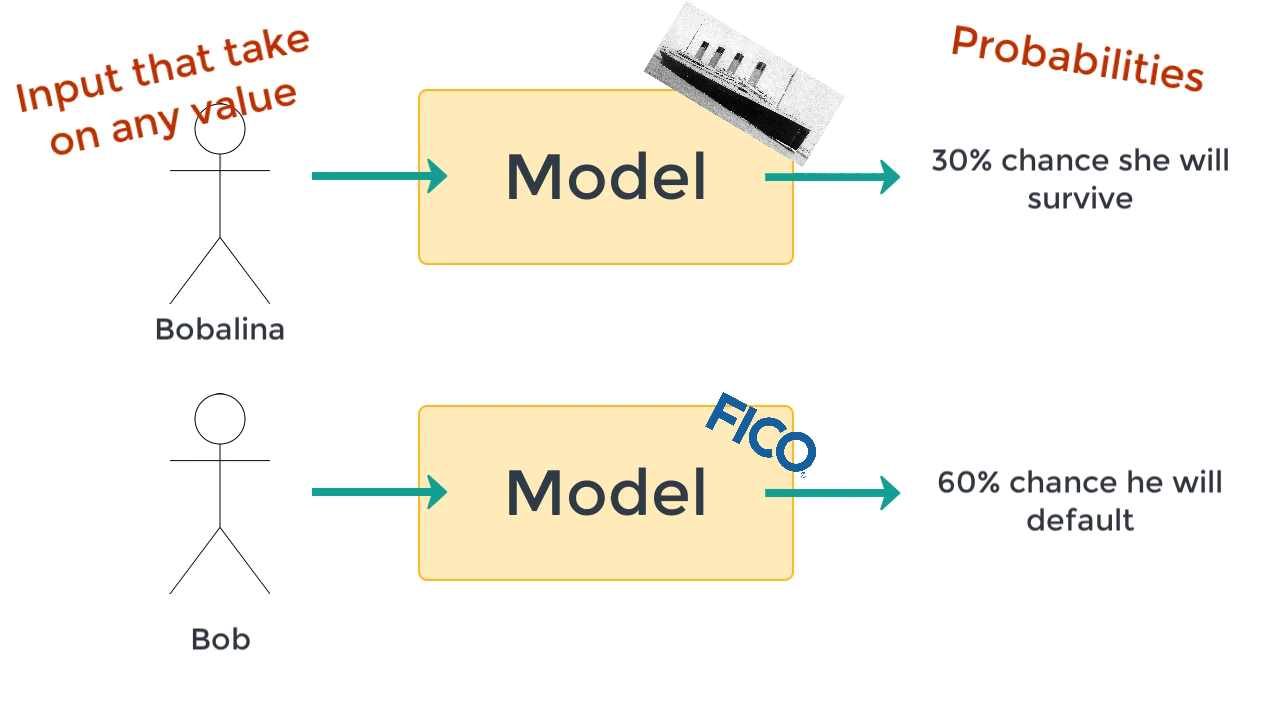 Input that take
on any value
Probabilities
Model
30% chance she will
survive
Bobalina
FICO
Model
60% chance he will
default
Bob